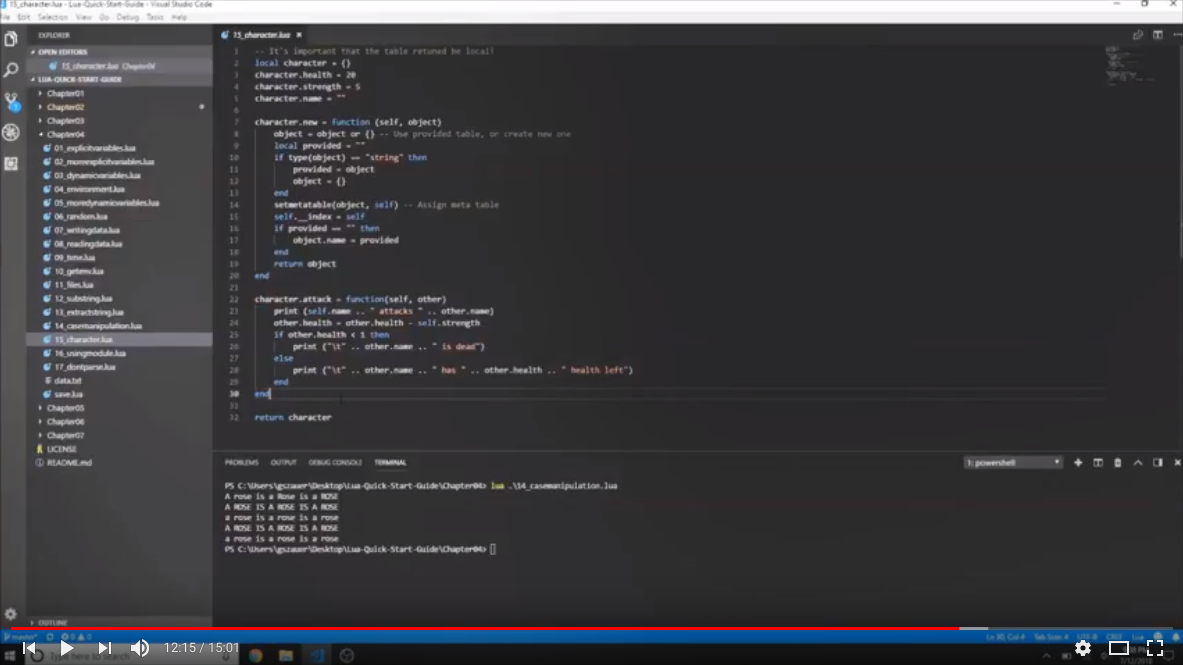 15_character.lua - Lua-Quick-Start-Guide - Visual Studio Code
File Edit Selection View Go Debug Tasks Help
EXPLORER
OPEN EDITORS
15_character.lua Chapter04
LUA-QUICK-START-GUIDE
Chapter01
Chapter02
Chapter03
Chapter04
01_explicitvariables.lua
02_moreexplicitvariables.lua
03_dynamicvariables.lua
04_environment.lua
05_moredynamicvariables.lua
06_random.lua
07_writingdata.lua
08_readingdata.lua
09_time.lua
10_getenv.lua
11_files.lua
12_substring.lua
13_extractstring.lua
14_casemanipulation.lua
15_character.lua
16_usingmodule.lua
17_dontparse.lua
data.txt
save.lua
Chapter05
Chapter06
Chapter07
LICENSE
README.md
OUTLINE
15_character.lua ×
1 -- It's important that the table retuned be local!
2 local character = {}
3 character.health = 20
4 character.strength = 5
5 character.name = ""
6
7 character.new = function (self, object)
8 object = object or {} -- Use provided table, or create new one
9 local provided = ""
10 if type(object) == "string" then
11 provided = object
12 object = {}
13 end
14 setmetatable(object, self) -- Assign meta table
15 self.__index = self
16 if provided == "" then
17 object.name = provided
18 end
19 return object
20 end
21
22 character.attack = function(self, other)
23 print (self.name .. " attacks " .. other.name)
24 other.health = other.health - self.strength
25 if other.health < 1 then
26 print ("\t" .. other.name .. " is dead")
27 else
28 print ("\t" .. other.name .. " has " .. other.health .. " health left")
29 end
30 end
31
32 return character
PROBLEMS OUTPUT DEBUG CONSOLE TERMINAL 1: powershell
PS C:\Users\gszauer\Desktop\Lua-Quick-Start-Guide\Chapter04> lua .\14_casemanipulation.lua
A rose is a Rose is a ROSE
A ROSE IS A ROSE IS A ROSE
a rose is a rose is a rose
A ROSE IS A ROSE IS A ROSE
a rose is a rose is a rose
PS C:\Users\gszauer\Desktop\Lua-Quick-Start-Guide\Chapter04>
master* 0 0 Ln 30, Col 4 Tab Size: 4 UTF-8 CRLF Lua
12:15 / 15:01
Type here to search
7/12/2018